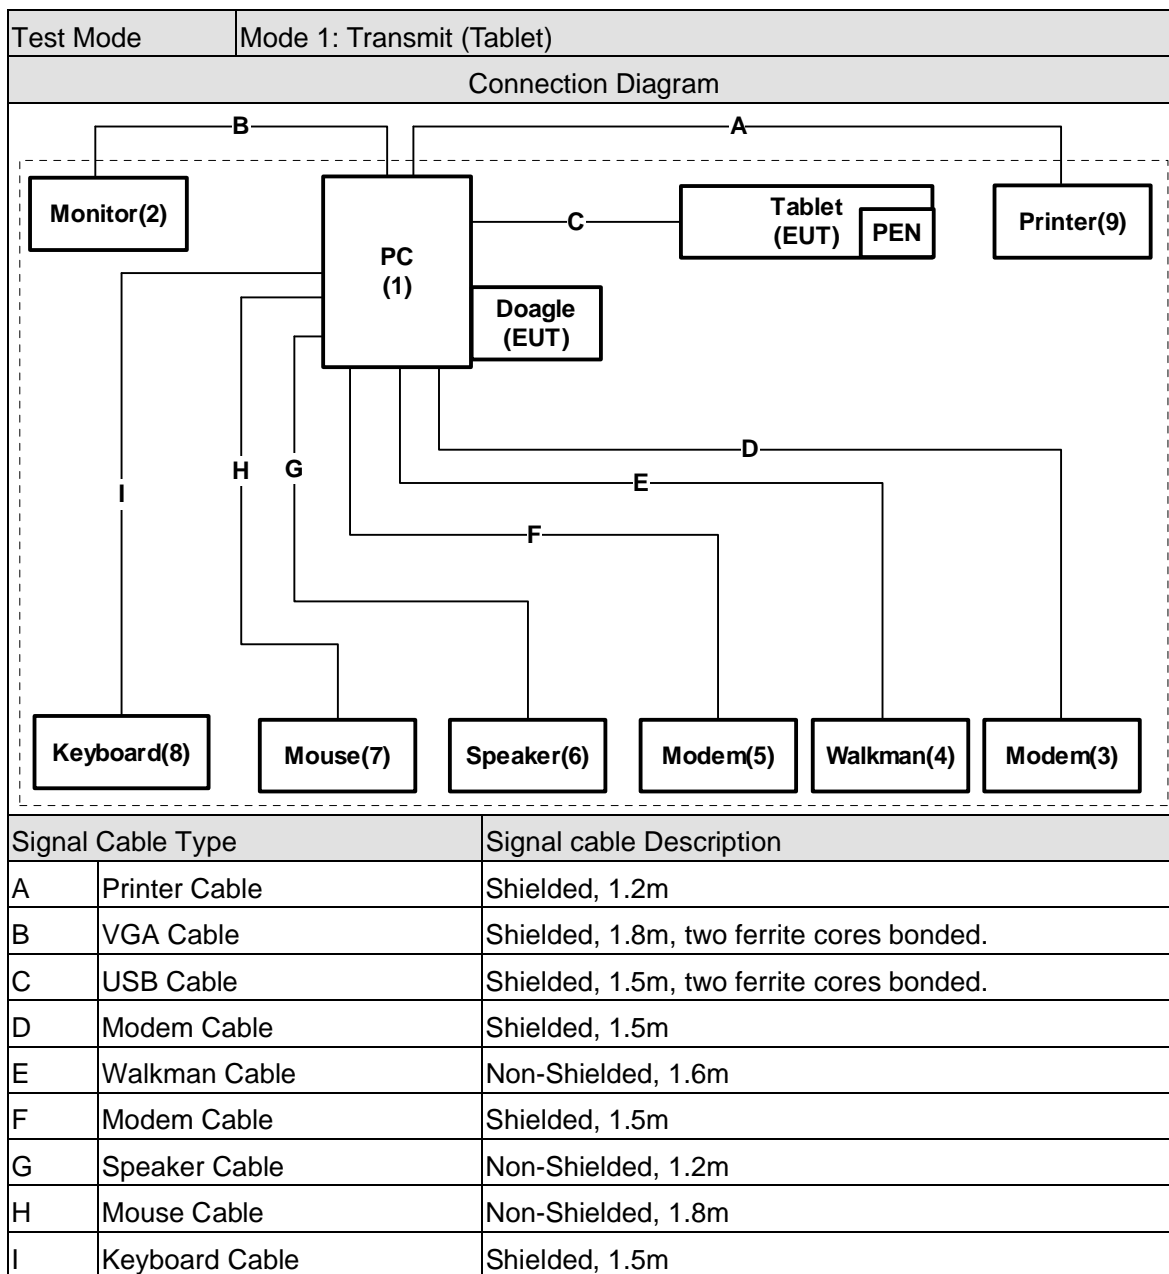 Test Mode Mode 1: Transmit (Tablet)
Connection Diagram
B A
Monitor(2)
PC
(1)
C
Tablet
(EUT)
PEN
Printer(9)
Doagle
(EUT)
D
E
F
G
H
I
Keyboard(8) Mouse(7) Speaker(6) Modem(5) Walkman(4) Modem(3)
Signal Cable Type Signal cable Description
A Printer Cable Shielded, 1.2m
B VGA Cable Shielded, 1.8m, two ferrite cores bonded.
C USB Cable Shielded, 1.5m, two ferrite cores bonded.
D Modem Cable Shielded, 1.5m
E Walkman Cable Non-Shielded, 1.6m
F Modem Cable Shielded, 1.5m
G Speaker Cable Non-Shielded, 1.2m
H Mouse Cable Non-Shielded, 1.8m
I Keyboard Cable Shielded, 1.5m